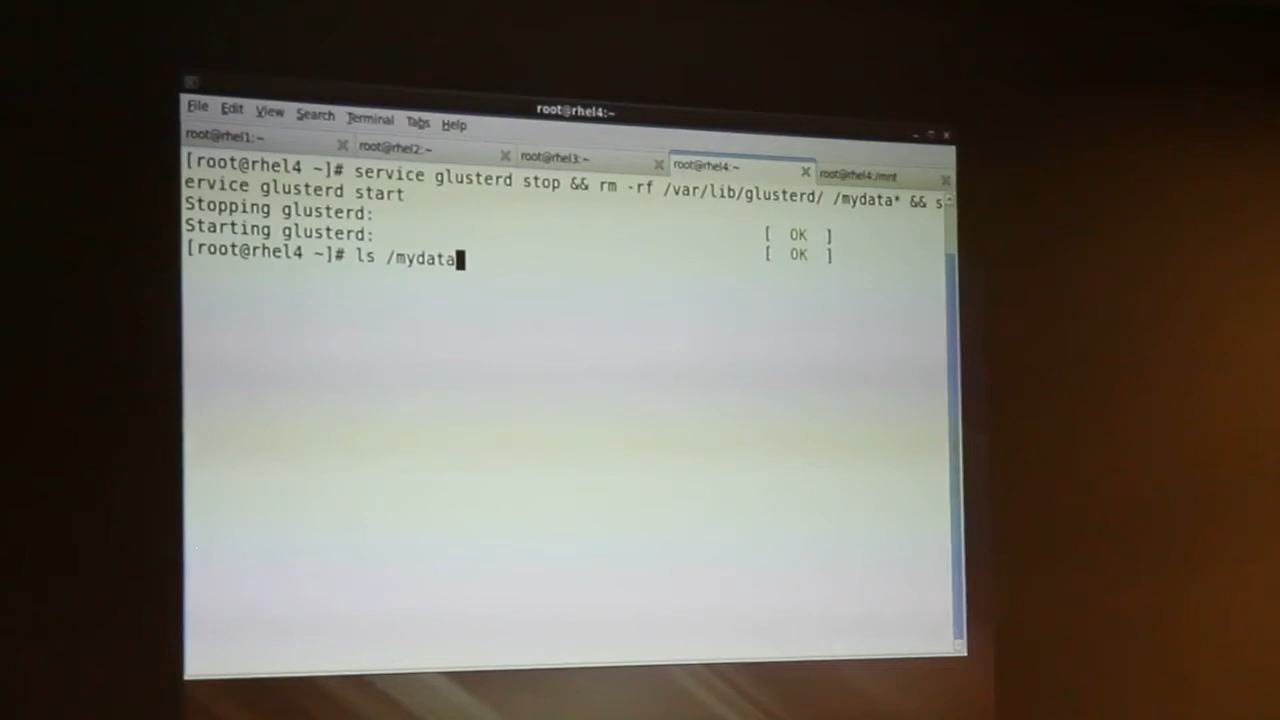 root@rhel4:~
File Edit View Search Terminal Tabs Help
root@rhel1:~ root@rhel2:~ root@rhel3:~ root@rhel4:~ root@rhel4:/mnt
[root@rhel4 ~]# service glusterd stop && rm -rf /var/lib/glusterd/ /mydata* && s
ervice glusterd start
Stopping glusterd: [ OK ]
Starting glusterd: [ OK ]
[root@rhel4 ~]# ls /mydata